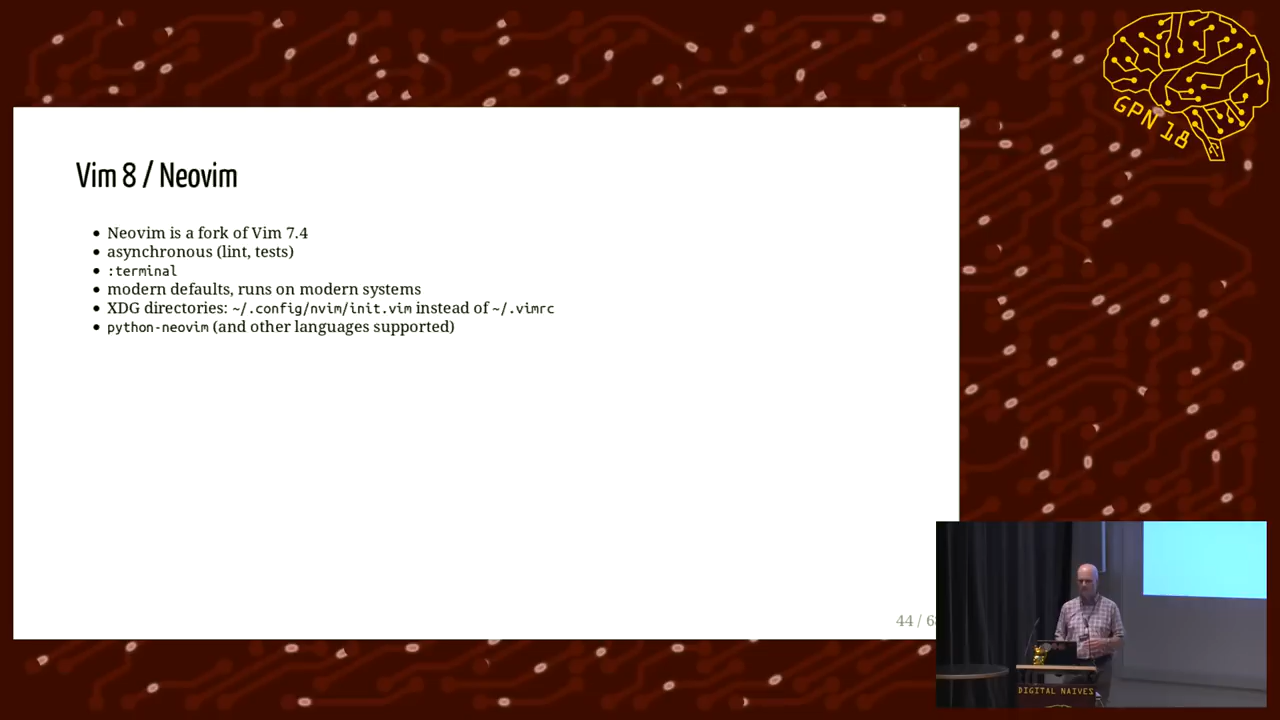 GPN 18
Vim 8 / Neovim
• Neovim is a fork of Vim 7.4
• asynchronous (lint, tests)
• :terminal
• modern defaults, runs on modern systems
• XDG directories: ~/.config/nvim/init.vim instead of ~/.vimrc
• python-neovim (and other languages supported)
44 / 6
DIGITAL NAIVES